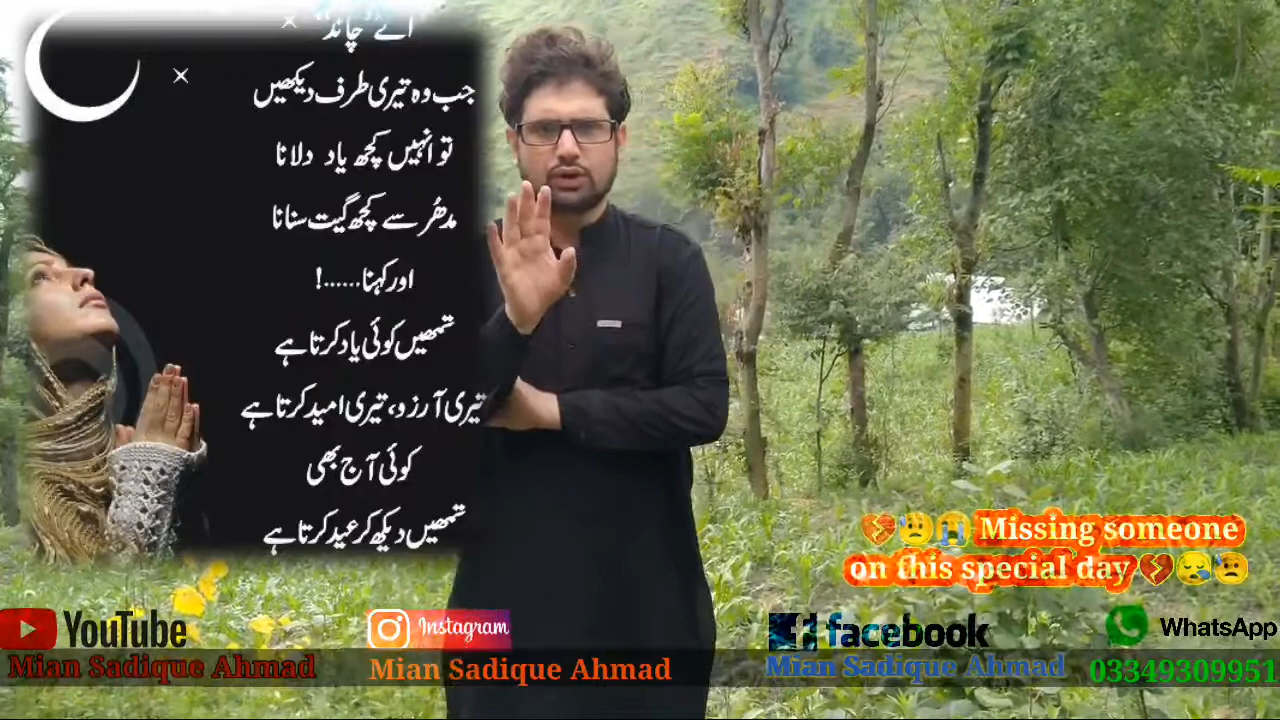 اے "چاند"
جب وہ تیری طرف دیکھیں
تو انہیں کچھ یاد دلانا
مدھُر سے کچھ گیت سنانا
اور کہنا......!
تمھیں کوئی یاد کرتا ہے
تیری آرزو، تیری امید کرتا ہے
کوئی آج بھی
تمھیں دیکھ کر عید کرتا ہے
💔😰😭 Missing someone
on this special day 💔😪😰
YouTube
Mian Sadique Ahmad
Instagram
Mian Sadique Ahmad
facebook
Mian Sadique Ahmad
WhatsApp
03349309951